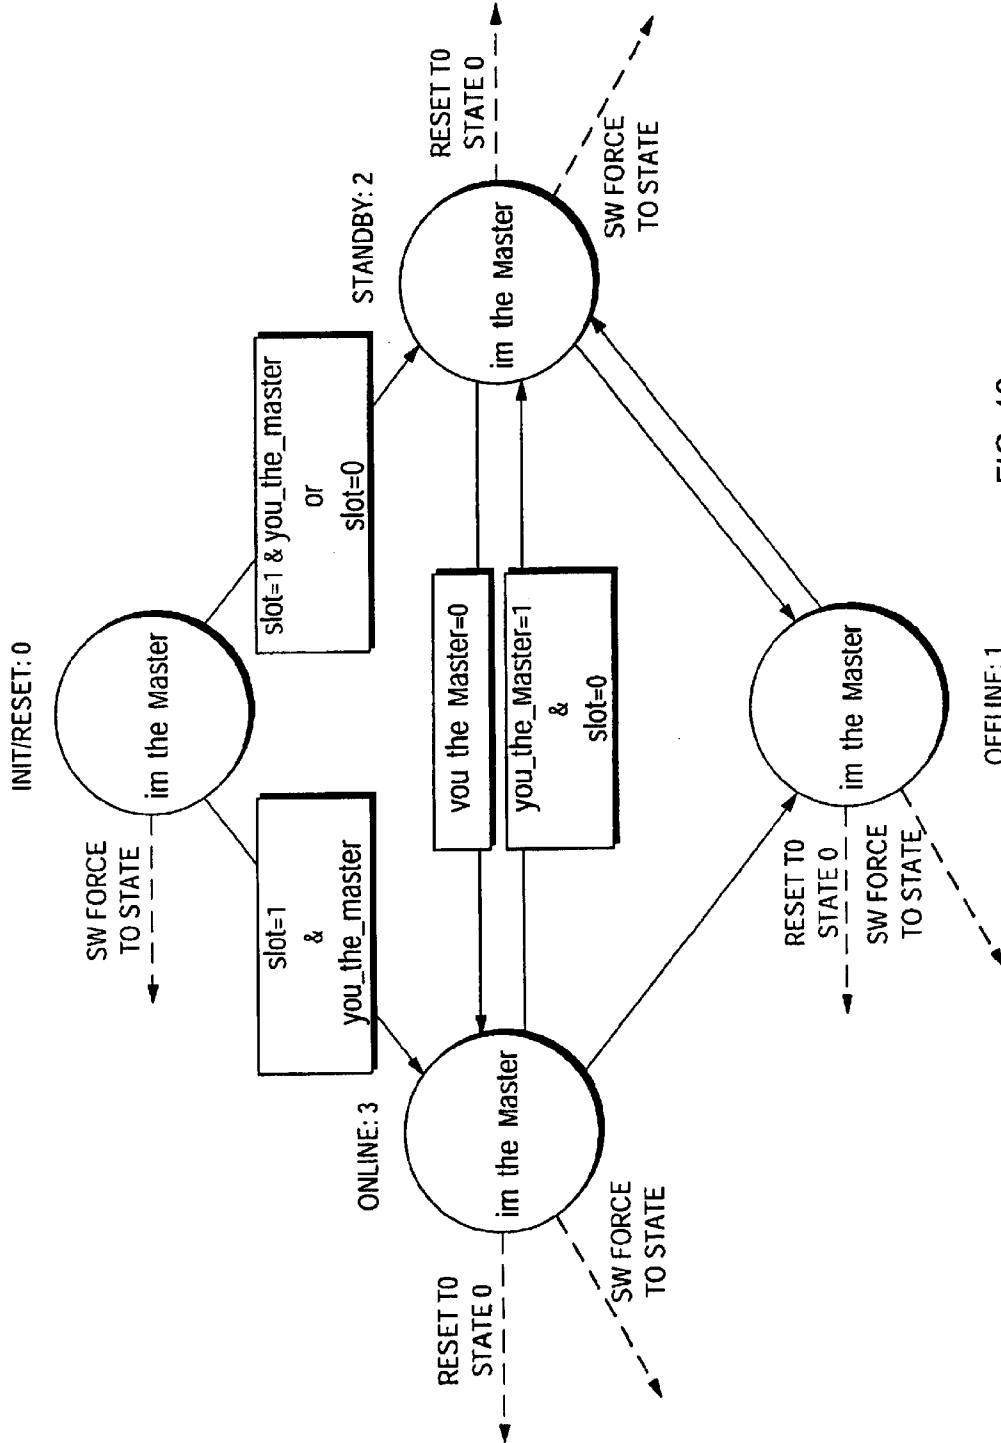 INIT/RESET: 0
im the Master
SW FORCE
TO STATE
slot=1
&
you_the_master
slot=1 & you_the_master
or
slot=0
ONLINE: 3
im the Master
RESET TO
STATE 0
SW FORCE
TO STATE
STANDBY: 2
im the Master
RESET TO
STATE 0
SW FORCE
TO STATE
you the Master=0
you_the_Master=1
&
slot=0
im the Master
RESET TO
STATE 0
SW FORCE
TO STATE
OFFLINE: 1
FIG.